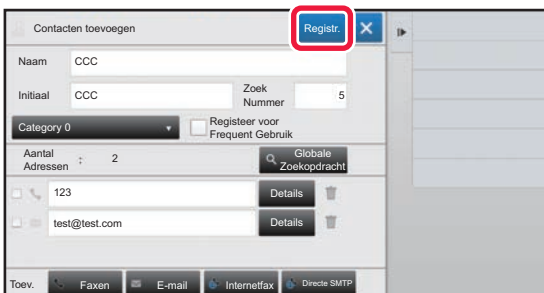 Contacten toevoegen Registr.
Naam CCC
Initiaal CCC Zoek Nummer 5
Category 0 Registeer voor Frequent Gebruik
Aantal Adressen : 2 Globale Zoekopdracht
123 Details
test@test.com Details
Toev. Faxen E-mail Internetfax Directe SMTP